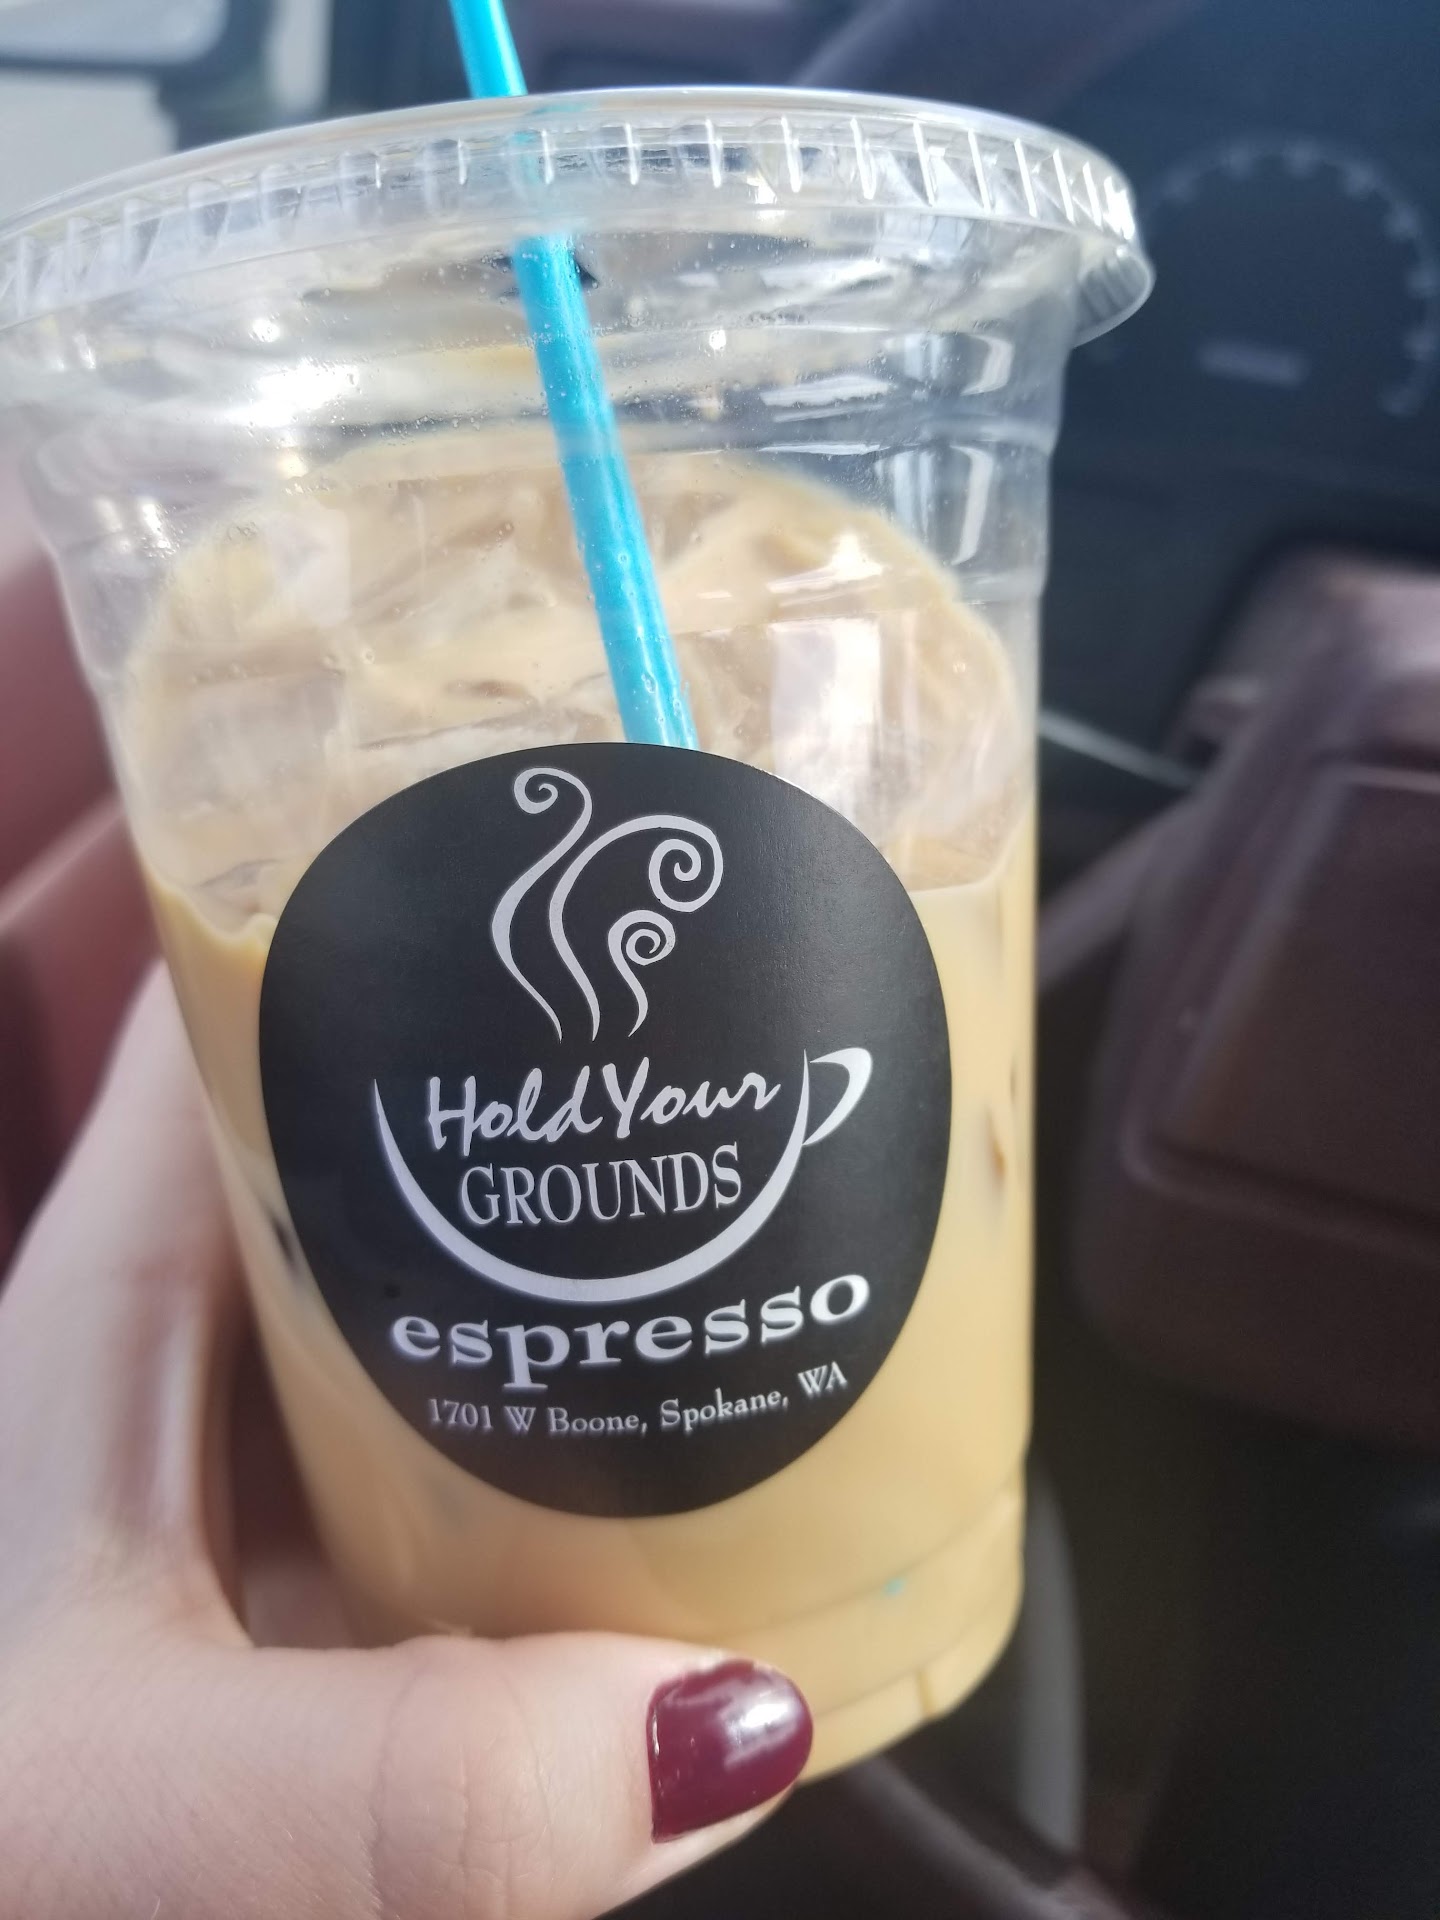 Hold Your
GROUNDS
espresso
1701 W Boone, Spokane, WA